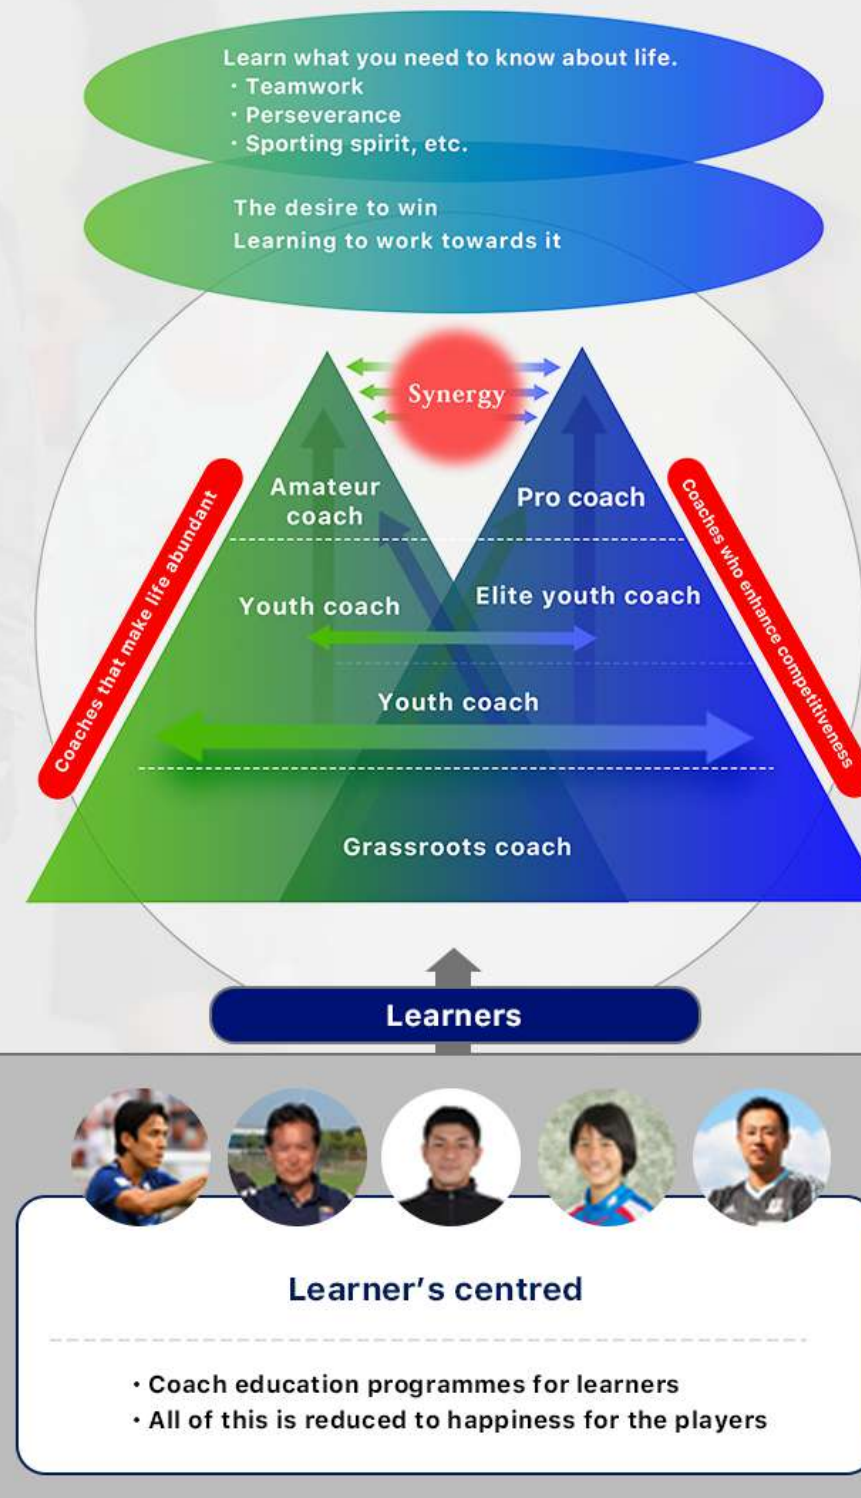 Learn what you need to know about life.
・Teamwork
・Perseverance
・Sporting spirit, etc.
The desire to win
Learning to work towards it
Synergy
Amateur
coach
Pro coach
Coaches that make life abundant
Coaches who enhance competitiveness
Youth coach
Elite youth coach
Youth coach
Grassroots coach
Learners
Learner’s centred
・Coach education programmes for learners
・All of this is reduced to happiness for the players